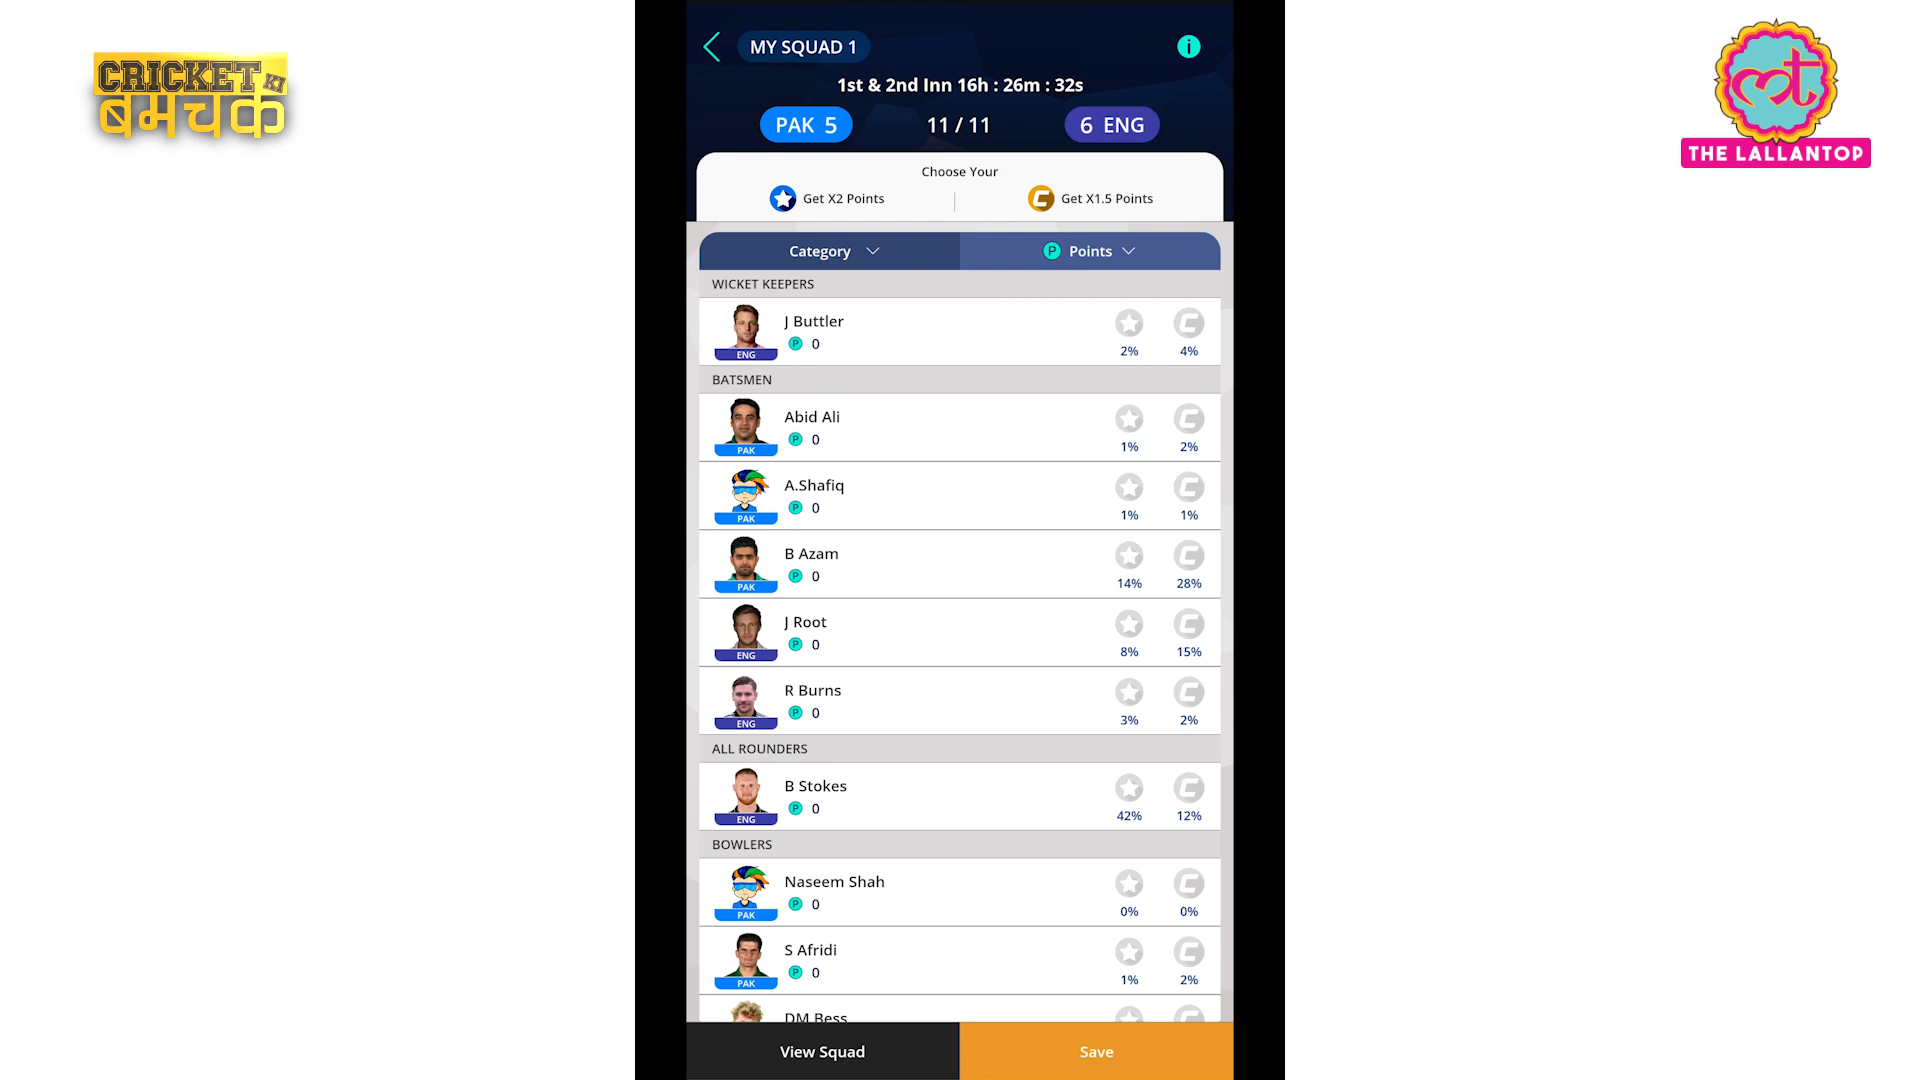 CRICKET KI
बमचक
mt
THE LALLANTOP
MY SQUAD 1
i
1st & 2nd Inn 16h : 26m : 32s
PAK 5
11 / 11
6 ENG
Choose Your
Get X2 Points
C Get X1.5 Points
Category
P Points
WICKET KEEPERS
J Buttler
P 0
ENG
2%
4%
BATSMEN
Abid Ali
P 0
PAK
1%
2%
A.Shafiq
P 0
PAK
1%
1%
B Azam
P 0
PAK
14%
28%
J Root
P 0
ENG
8%
15%
R Burns
P 0
ENG
3%
2%
ALL ROUNDERS
B Stokes
P 0
ENG
42%
12%
BOWLERS
Naseem Shah
P 0
PAK
0%
0%
S Afridi
P 0
PAK
1%
2%
DM Bess
View Squad
Save